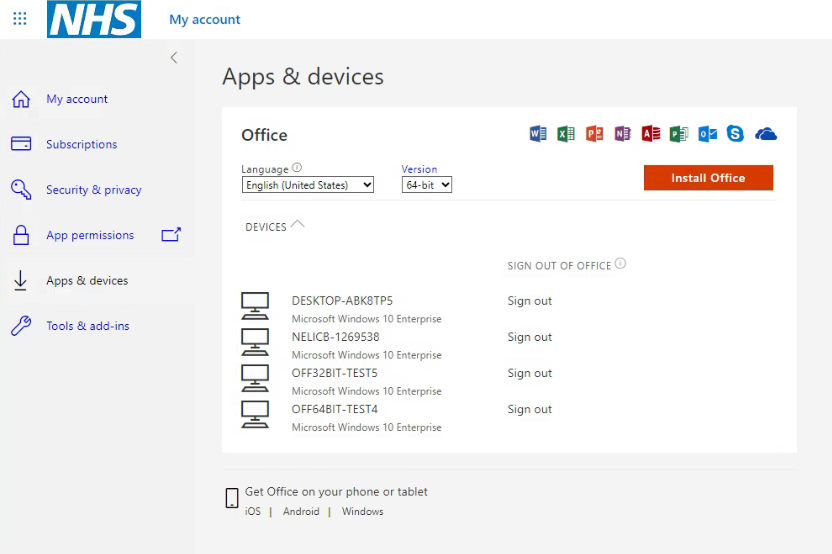 NHS My account
My account
Subscriptions
Security & privacy
App permissions
Apps & devices
Tools & add-ins
Apps & devices
Office
Language
English (United States)
Version
64-bit
Install Office
DEVICES
SIGN OUT OF OFFICE
DESKTOP-ABK8TP5 Sign out
Microsoft Windows 10 Enterprise
NELICB-1269538 Sign out
Microsoft Windows 10 Enterprise
OFF32BIT-TEST5 Sign out
Microsoft Windows 10 Enterprise
OFF64BIT-TEST4 Sign out
Microsoft Windows 10 Enterprise
Get Office on your phone or tablet
iOS | Android | Windows